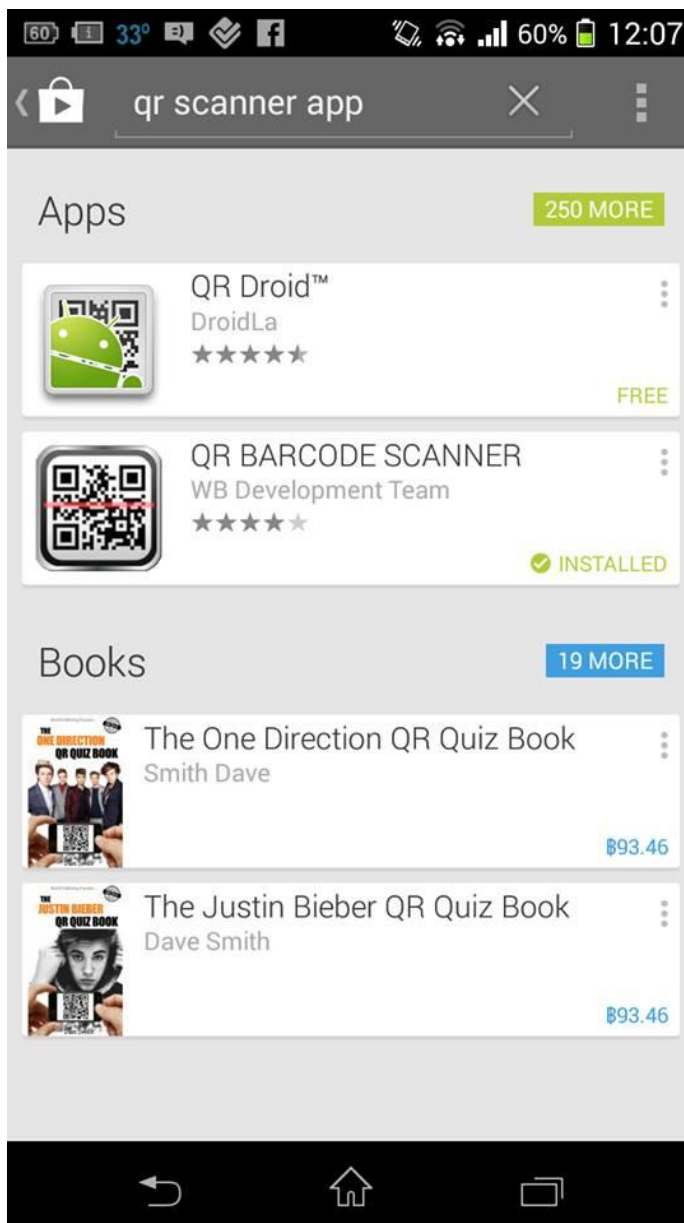 60 33° 60% 12:07
qr scanner app
Apps 250 MORE
QR Droid™
DroidLa
FREE
QR BARCODE SCANNER
WB Development Team
INSTALLED
Books 19 MORE
THE
ONE DIRECTION
QR QUIZ BOOK
The One Direction QR Quiz Book
Smith Dave
฿93.46
THE
JUSTIN BIEBER
QR QUIZ BOOK
The Justin Bieber QR Quiz Book
Dave Smith
฿93.46